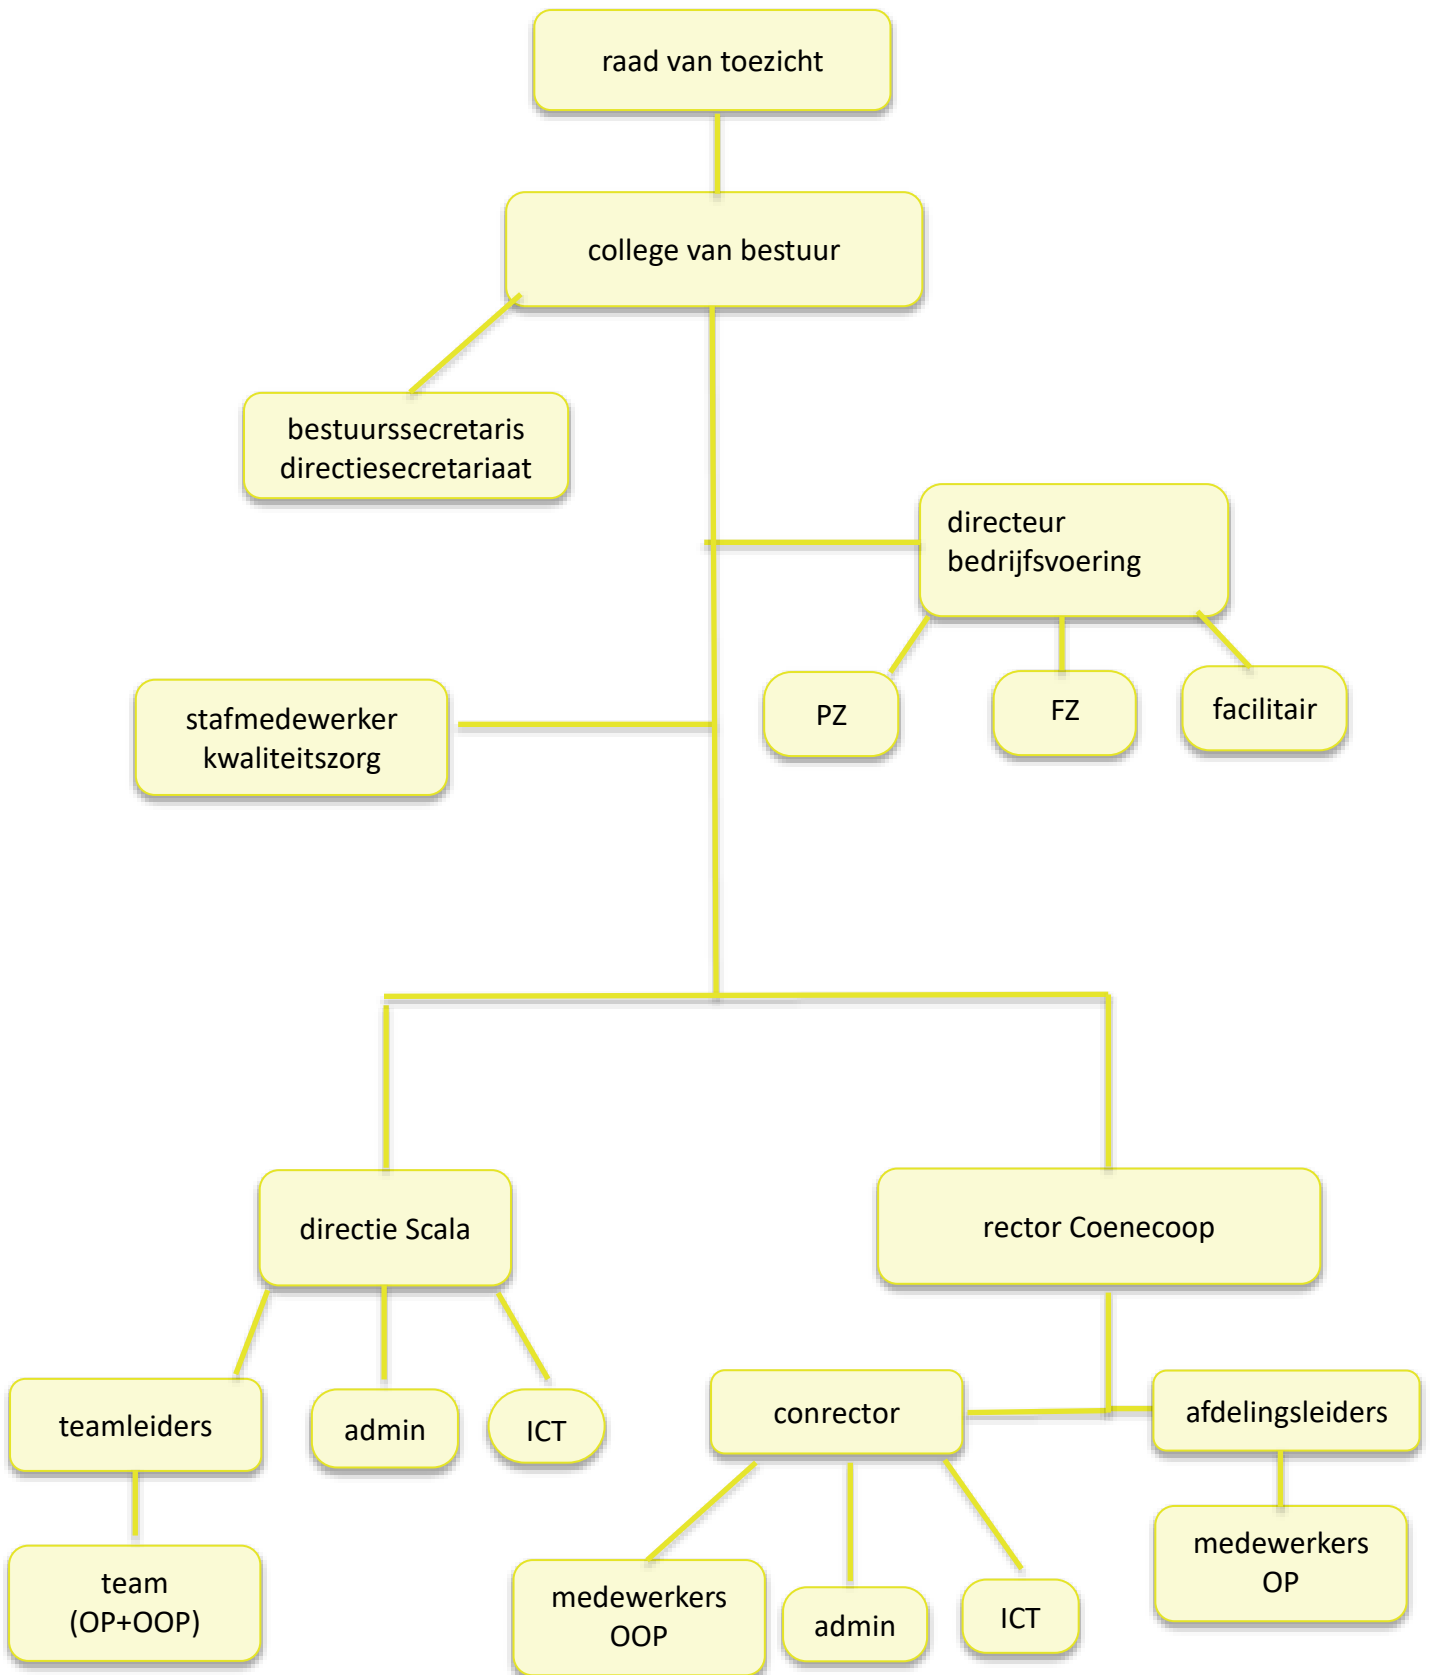 raad van toezicht
college van bestuur
bestuurssecretaris
directiesecretariaat
directeur
bedrijfsvoering
PZ
FZ
facilitair
stafmedewerker
kwaliteitszorg
directie Scala
rector Coenecoop
teamleiders
admin
ICT
conrector
afdelingsleiders
team
(OP+OOP)
medewerkers
OOP
admin
ICT
medewerkers
OP